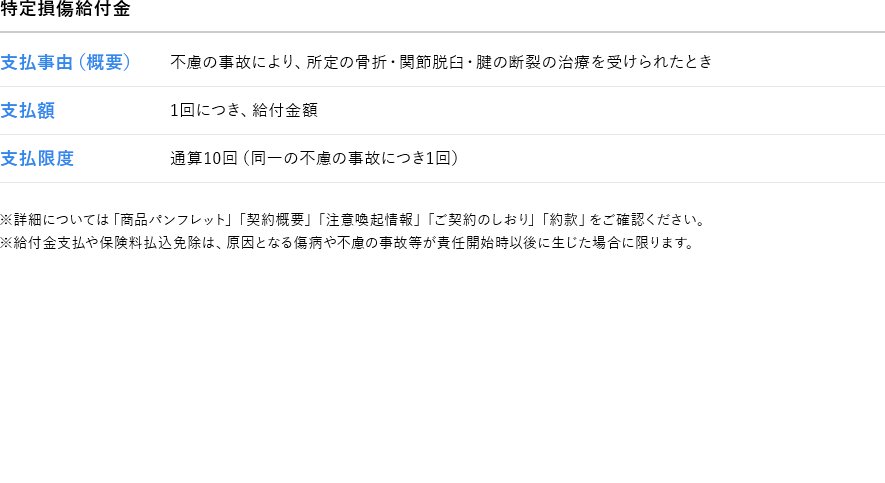 特定損傷給付金
支払事由（概要） 不慮の事故により、所定の骨折・関節脱臼・腱の断裂の治療を受けられたとき
支払額 1回につき、給付金額
支払限度 通算10回（同一の不慮の事故につき1回）
※詳細については「商品パンフレット」「契約概要」「注意喚起情報」「ご契約のしおり」「約款」をご確認ください。
※給付金支払や保険料払込免除は、原因となる傷病や不慮の事故等が責任開始時以後に生じた場合に限ります。